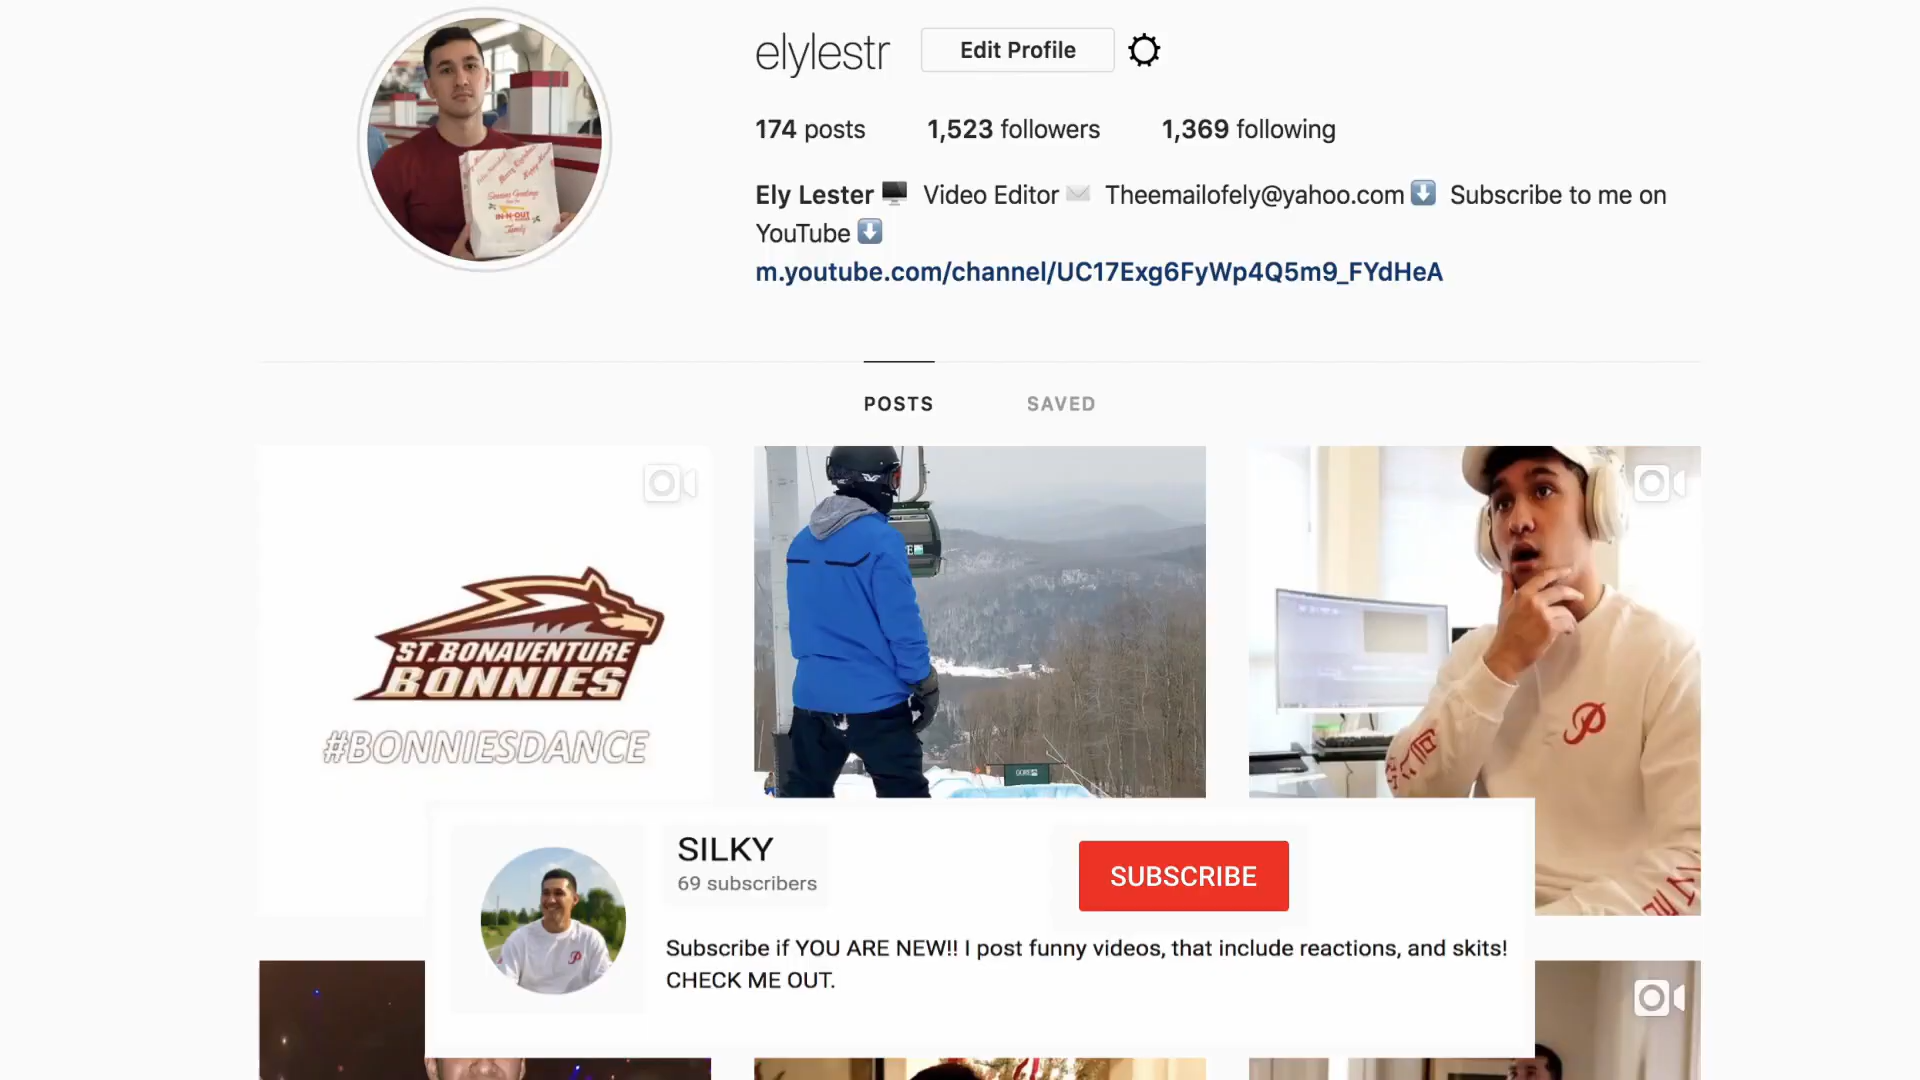 elylestr Edit Profile
174 posts 1,523 followers 1,369 following
Ely Lester Video Editor Theemailofely@yahoo.com Subscribe to me on
YouTube
m.youtube.com/channel/UC17Exg6FyWp4Q5m9_FYdHeA
POSTS SAVED
IN-N-OUT
ST. BONAVENTURE
BONNIES
#BONNIESDANCE
SILKY
69 subscribers
SUBSCRIBE
Subscribe if YOU ARE NEW!! I post funny videos, that include reactions, and skits!
CHECK ME OUT.